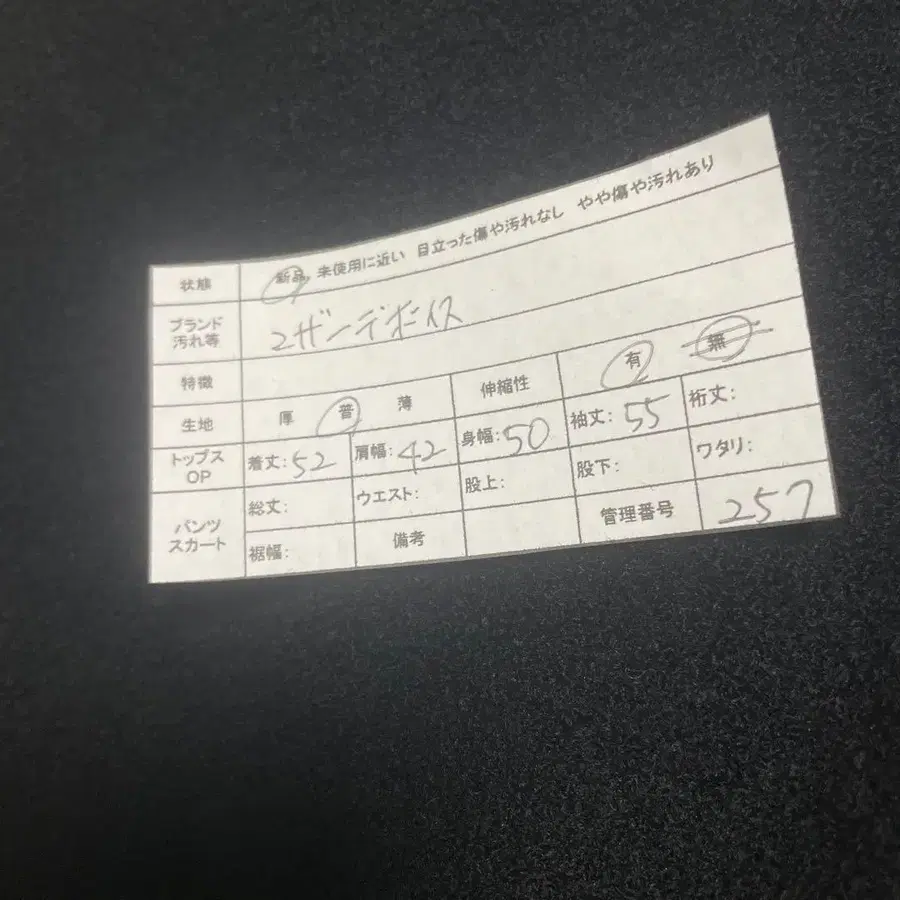 状態 新品 未使用に近い 目立った傷や汚れなし やや傷や汚れあり
ブランド
汚れ等 スザンデボイス
特徴
生地 厚 普 薄 伸縮性 有 無
トップス
OP 着丈:52 肩幅:42 身幅:50 袖丈:55 裄丈:
パンツ
スカート 総丈: ウエスト: 股上: 股下: ワタリ:
裾幅: 備考 管理番号 257